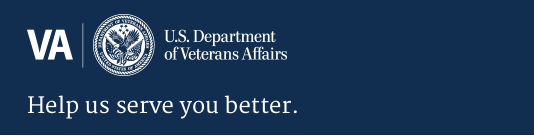 VA
U.S. Department
of Veterans Affairs
Help us serve you better.